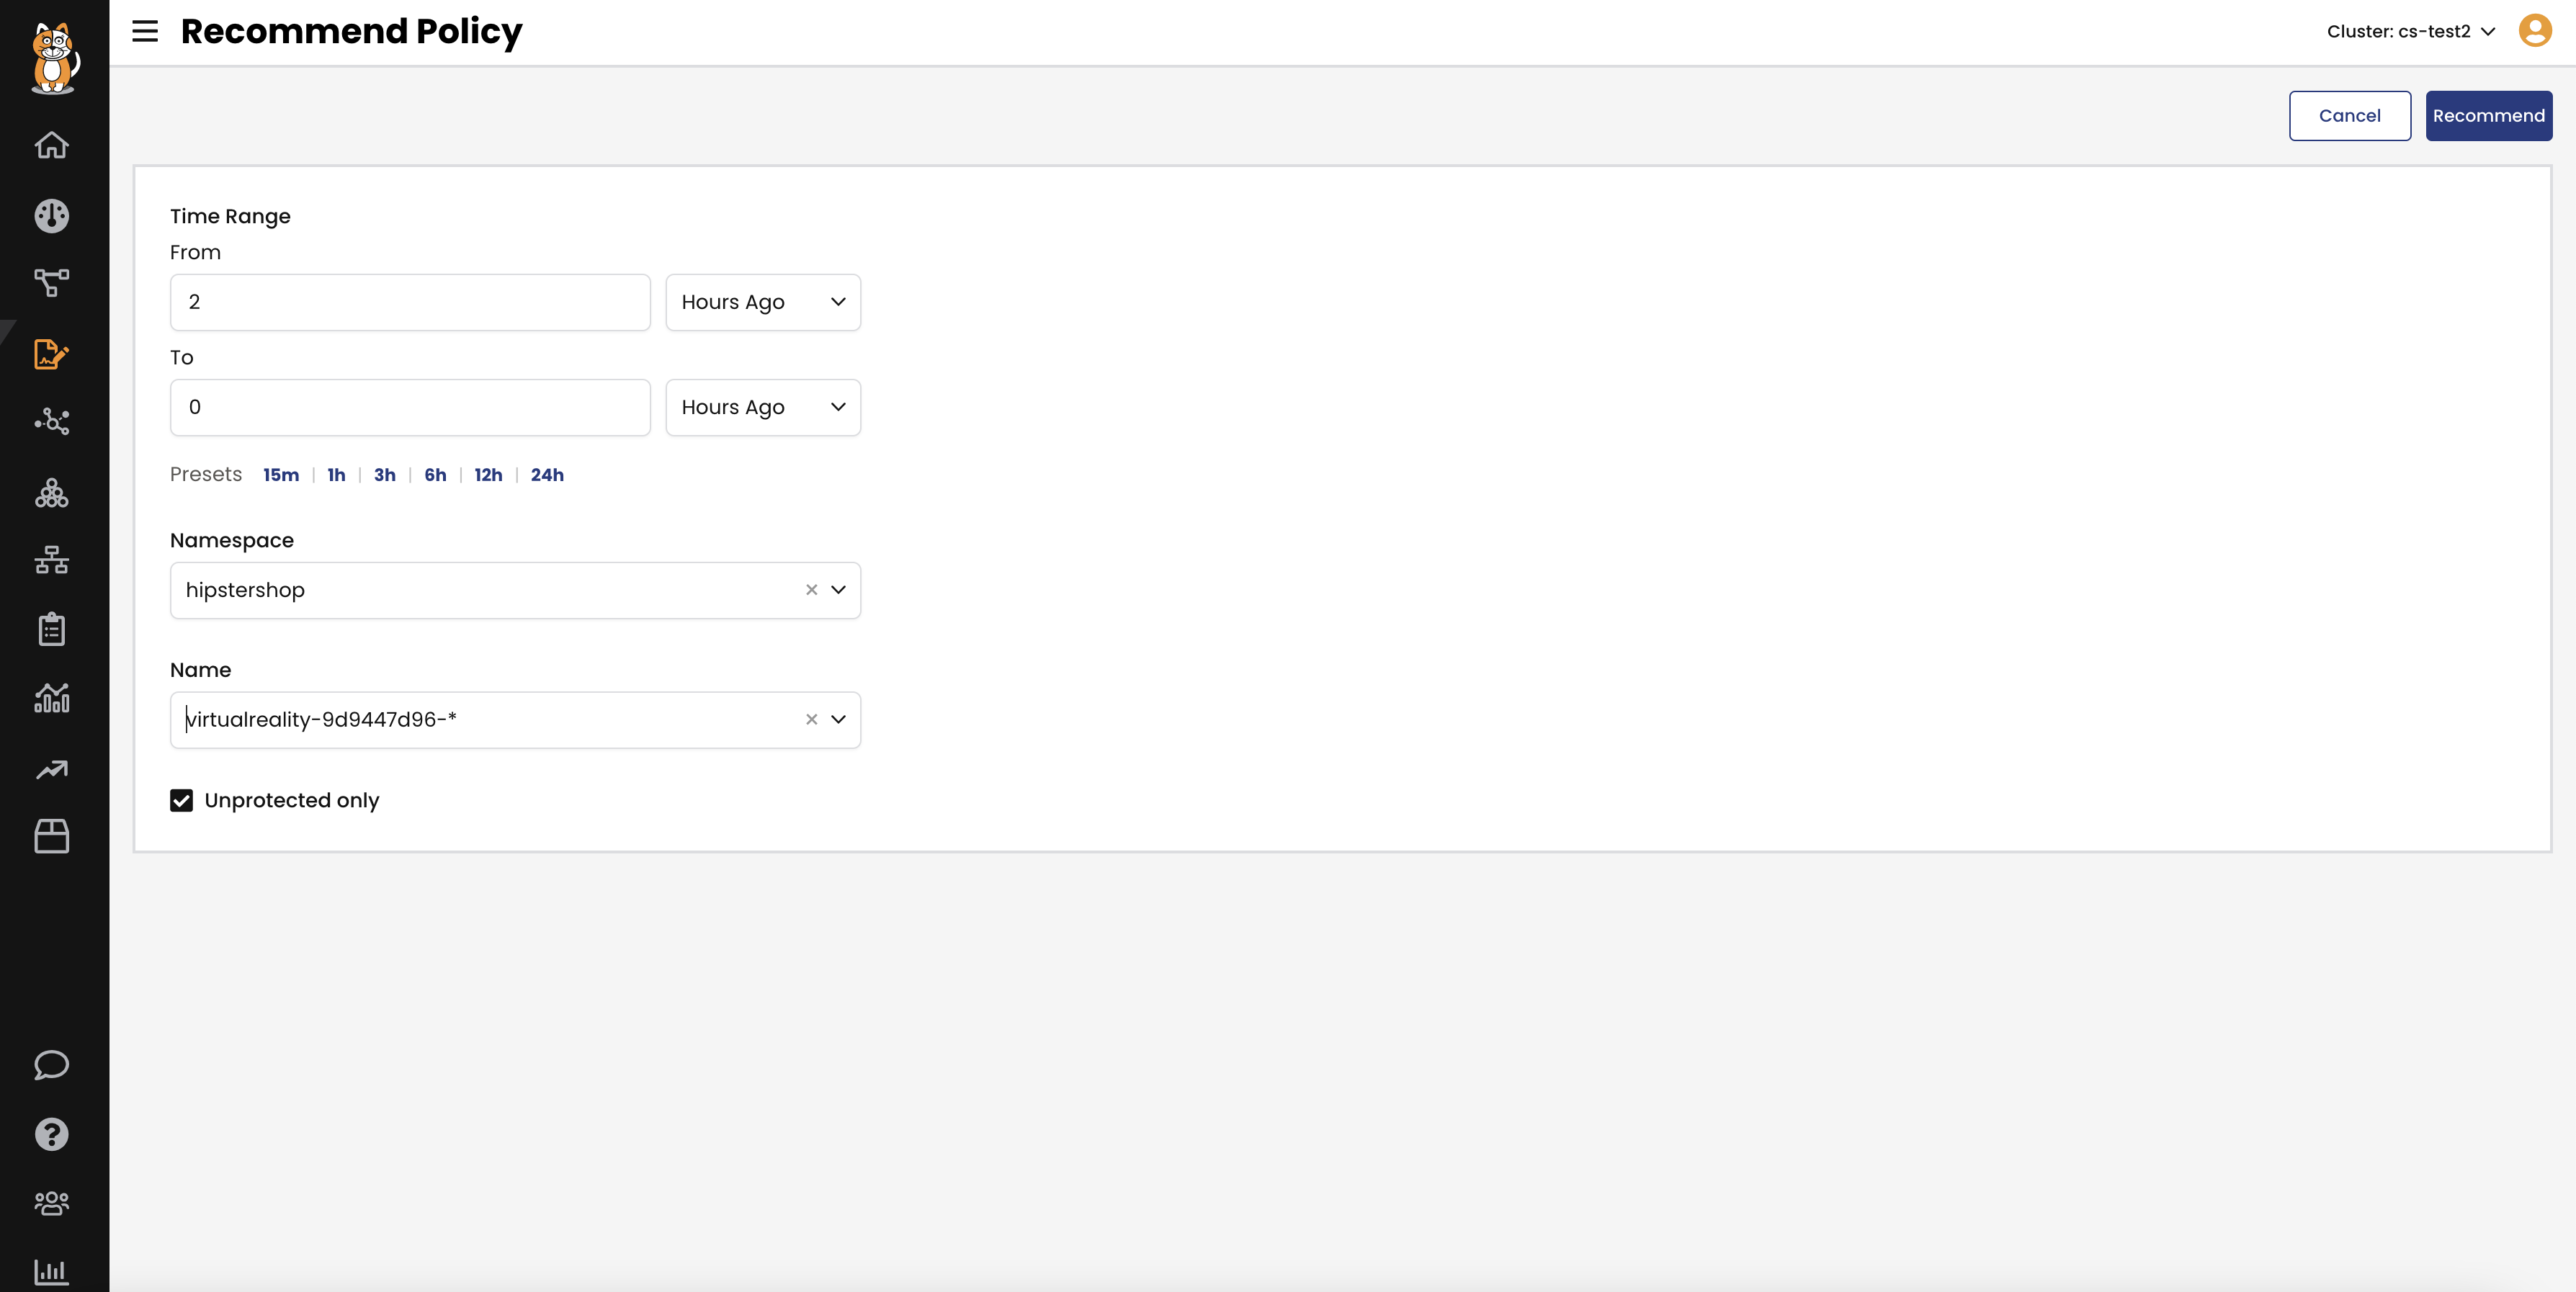 Recommend Policy
Cluster: cs-test2
Cancel
Recommend
Time Range
From
2
Hours Ago
To
0
Hours Ago
Presets 15m | 1h | 3h | 6h | 12h | 24h
Namespace
hipstershop
Name
virtualreality-9d9447d96-*
Unprotected only